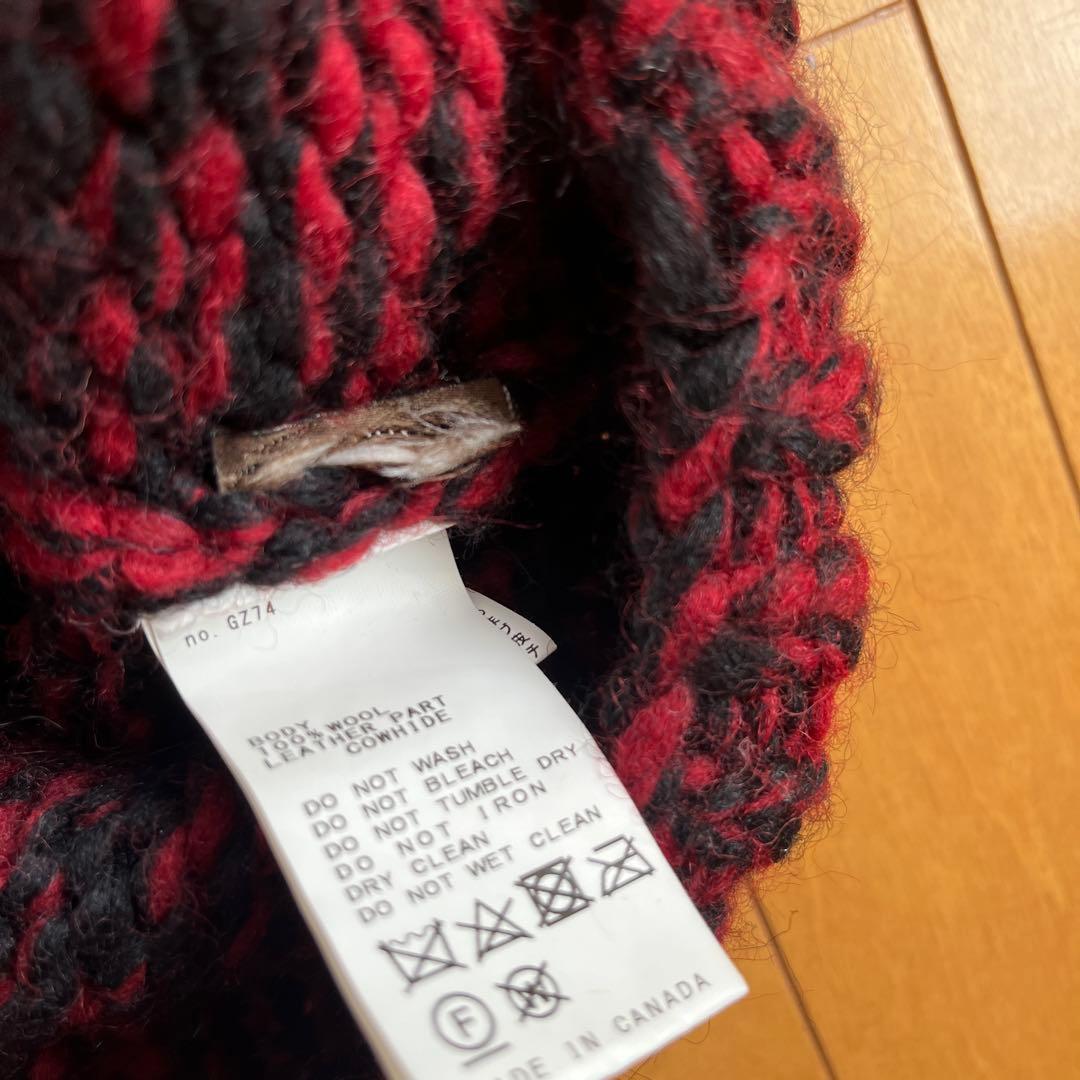 no. GZ74
BODY
100% WOOL
LEATHER PART
COWHIDE
DO NOT WASH
DO NOT BLEACH
DO NOT TUMBLE DRY
DO NOT IRON
DRY CLEAN
DO NOT WET CLEAN
F W
DE IN CANADA